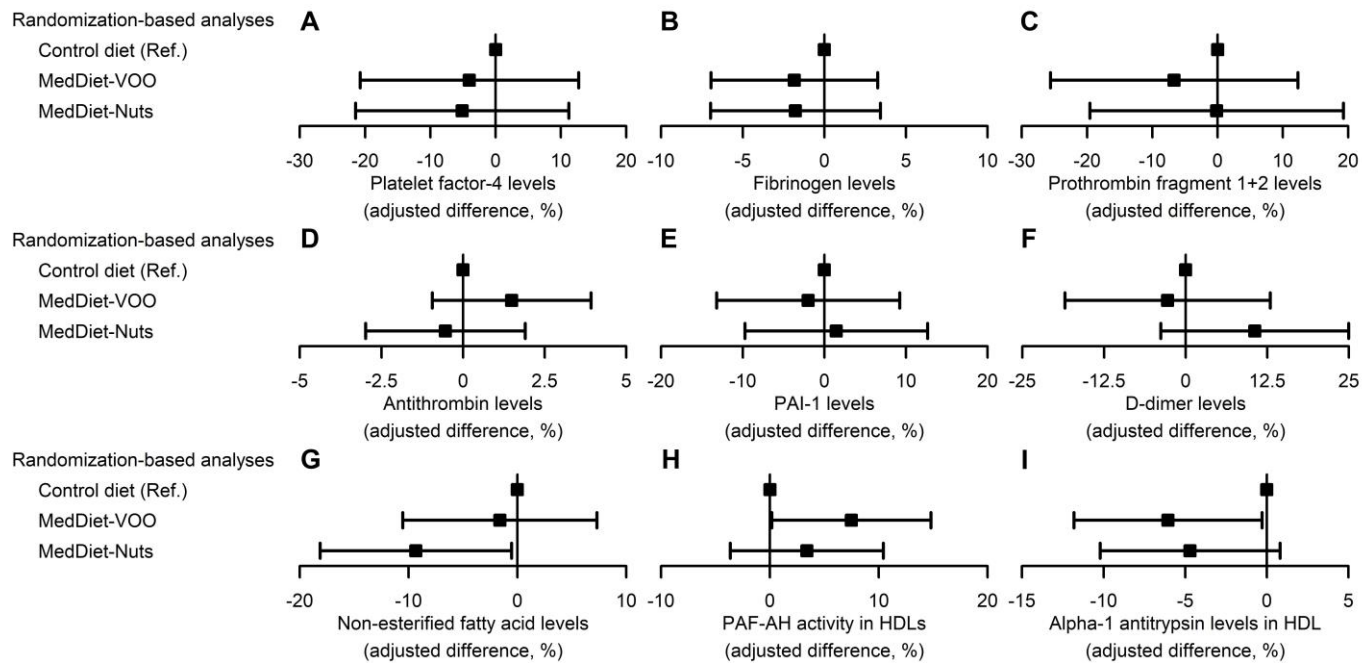 Randomization-based analyses A B C
Control diet (Ref.)
MedDiet-VOO
MedDiet-Nuts
-30 -20 -10 0 10 20 -10 -5 0 5 10 -30 -20 -10 0 10 20
Platelet factor-4 levels Fibrinogen levels Prothrombin fragment 1+2 levels
(adjusted difference, %) (adjusted difference, %) (adjusted difference, %)
Randomization-based analyses D E F
Control diet (Ref.)
MedDiet-VOO
MedDiet-Nuts
-5 -2.5 0 2.5 5 -20 -10 0 10 20 -25 -12.5 0 12.5 25
Antithrombin levels PAI-1 levels D-dimer levels
(adjusted difference, %) (adjusted difference, %) (adjusted difference, %)
Randomization-based analyses G H I
Control diet (Ref.)
MedDiet-VOO
MedDiet-Nuts
-20 -10 0 10 -10 0 10 20 -15 -10 -5 0 5
Non-esterified fatty acid levels PAF-AH activity in HDLs Alpha-1 antitrypsin levels in HDL
(adjusted difference, %) (adjusted difference, %) (adjusted difference, %)